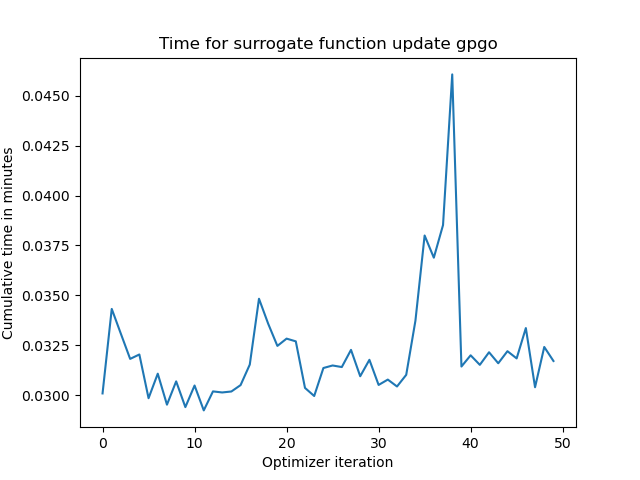 Time for surrogate function update gpgo
Cumulative time in minutes
0.0450
0.0425
0.0400
0.0375
0.0350
0.0325
0.0300
0 10 20 30 40 50
Optimizer iteration